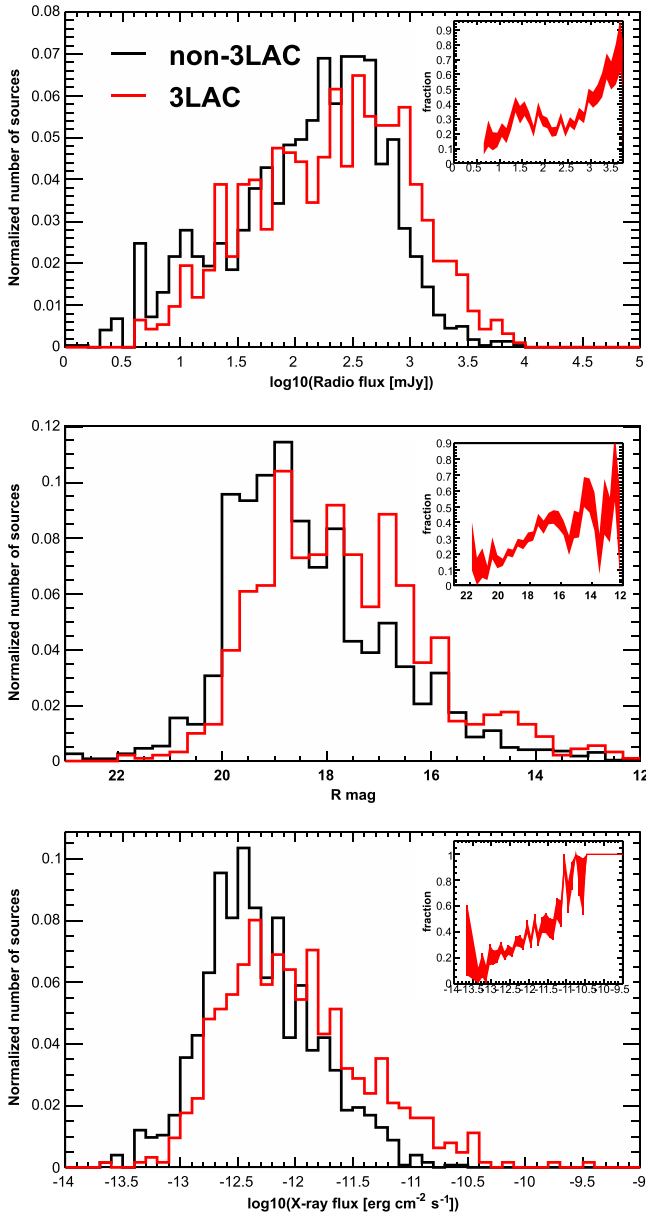 0.08
0.07
0.06
0.05
0.04
0.03
0.02
0.01
0
Normalized number of sources
non-3LAC
3LAC
0.9
0.8
0.7
0.6
0.5
0.4
0.3
0.2
0.1
0
fraction
0 0.5 1 1.5 2 2.5 3 3.5
0 0.5 1 1.5 2 2.5 3 3.5 4 4.5 5
log10(Radio flux [mJy])
0.12
0.1
0.08
0.06
0.04
0.02
0
Normalized number of sources
0.9
0.8
0.7
0.6
0.5
0.4
0.3
0.2
0.1
0
fraction
22 20 18 16 14 12
22 20 18 16 14 12
R mag
0.1
0.08
0.06
0.04
0.02
0
Normalized number of sources
1
0.8
0.6
0.4
0.2
0
fraction
-14 -13.5 -13 -12.5 -12 -11.5 -11 -10.5 -10 -9.5
-14 -13.5 -13 -12.5 -12 -11.5 -11 -10.5 -10 -9.5 -9
log10(X-ray flux [erg cm⁻² s⁻¹])